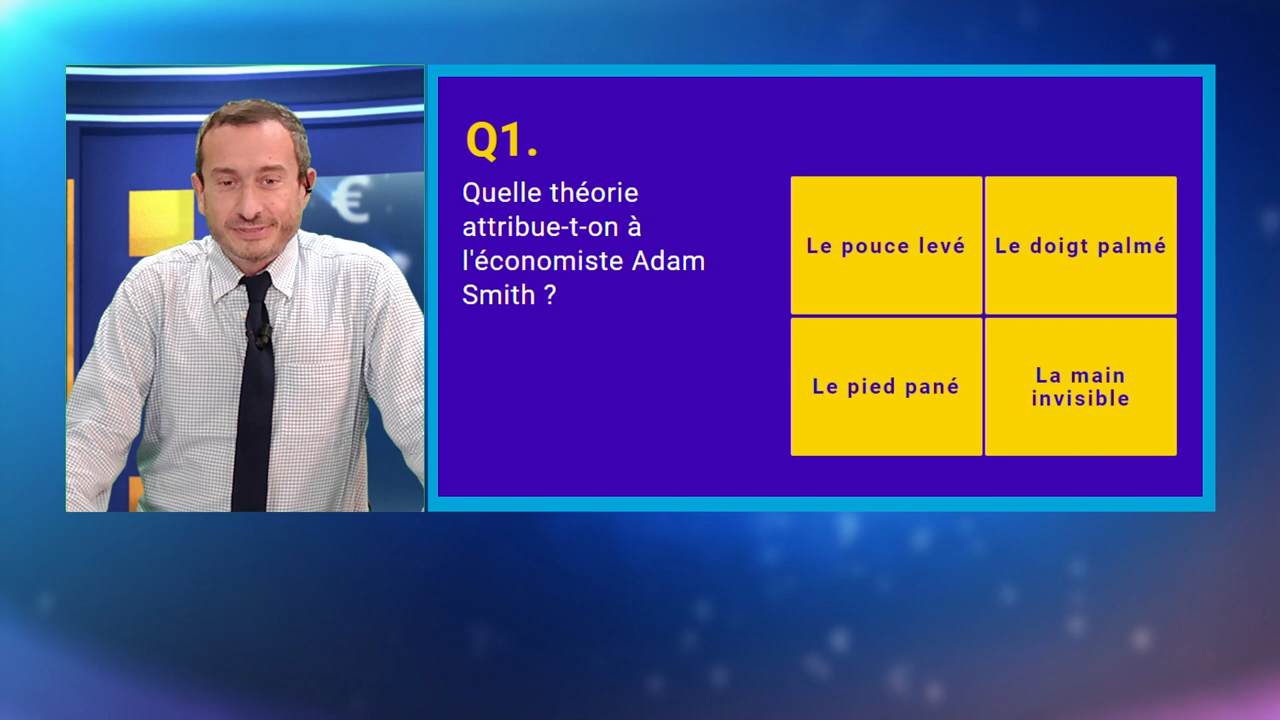 €
Q1.
Quelle théorie
attribue-t-on à
l'économiste Adam
Smith ?
Le pouce levé
Le doigt palmé
Le pied pané
La main
invisible